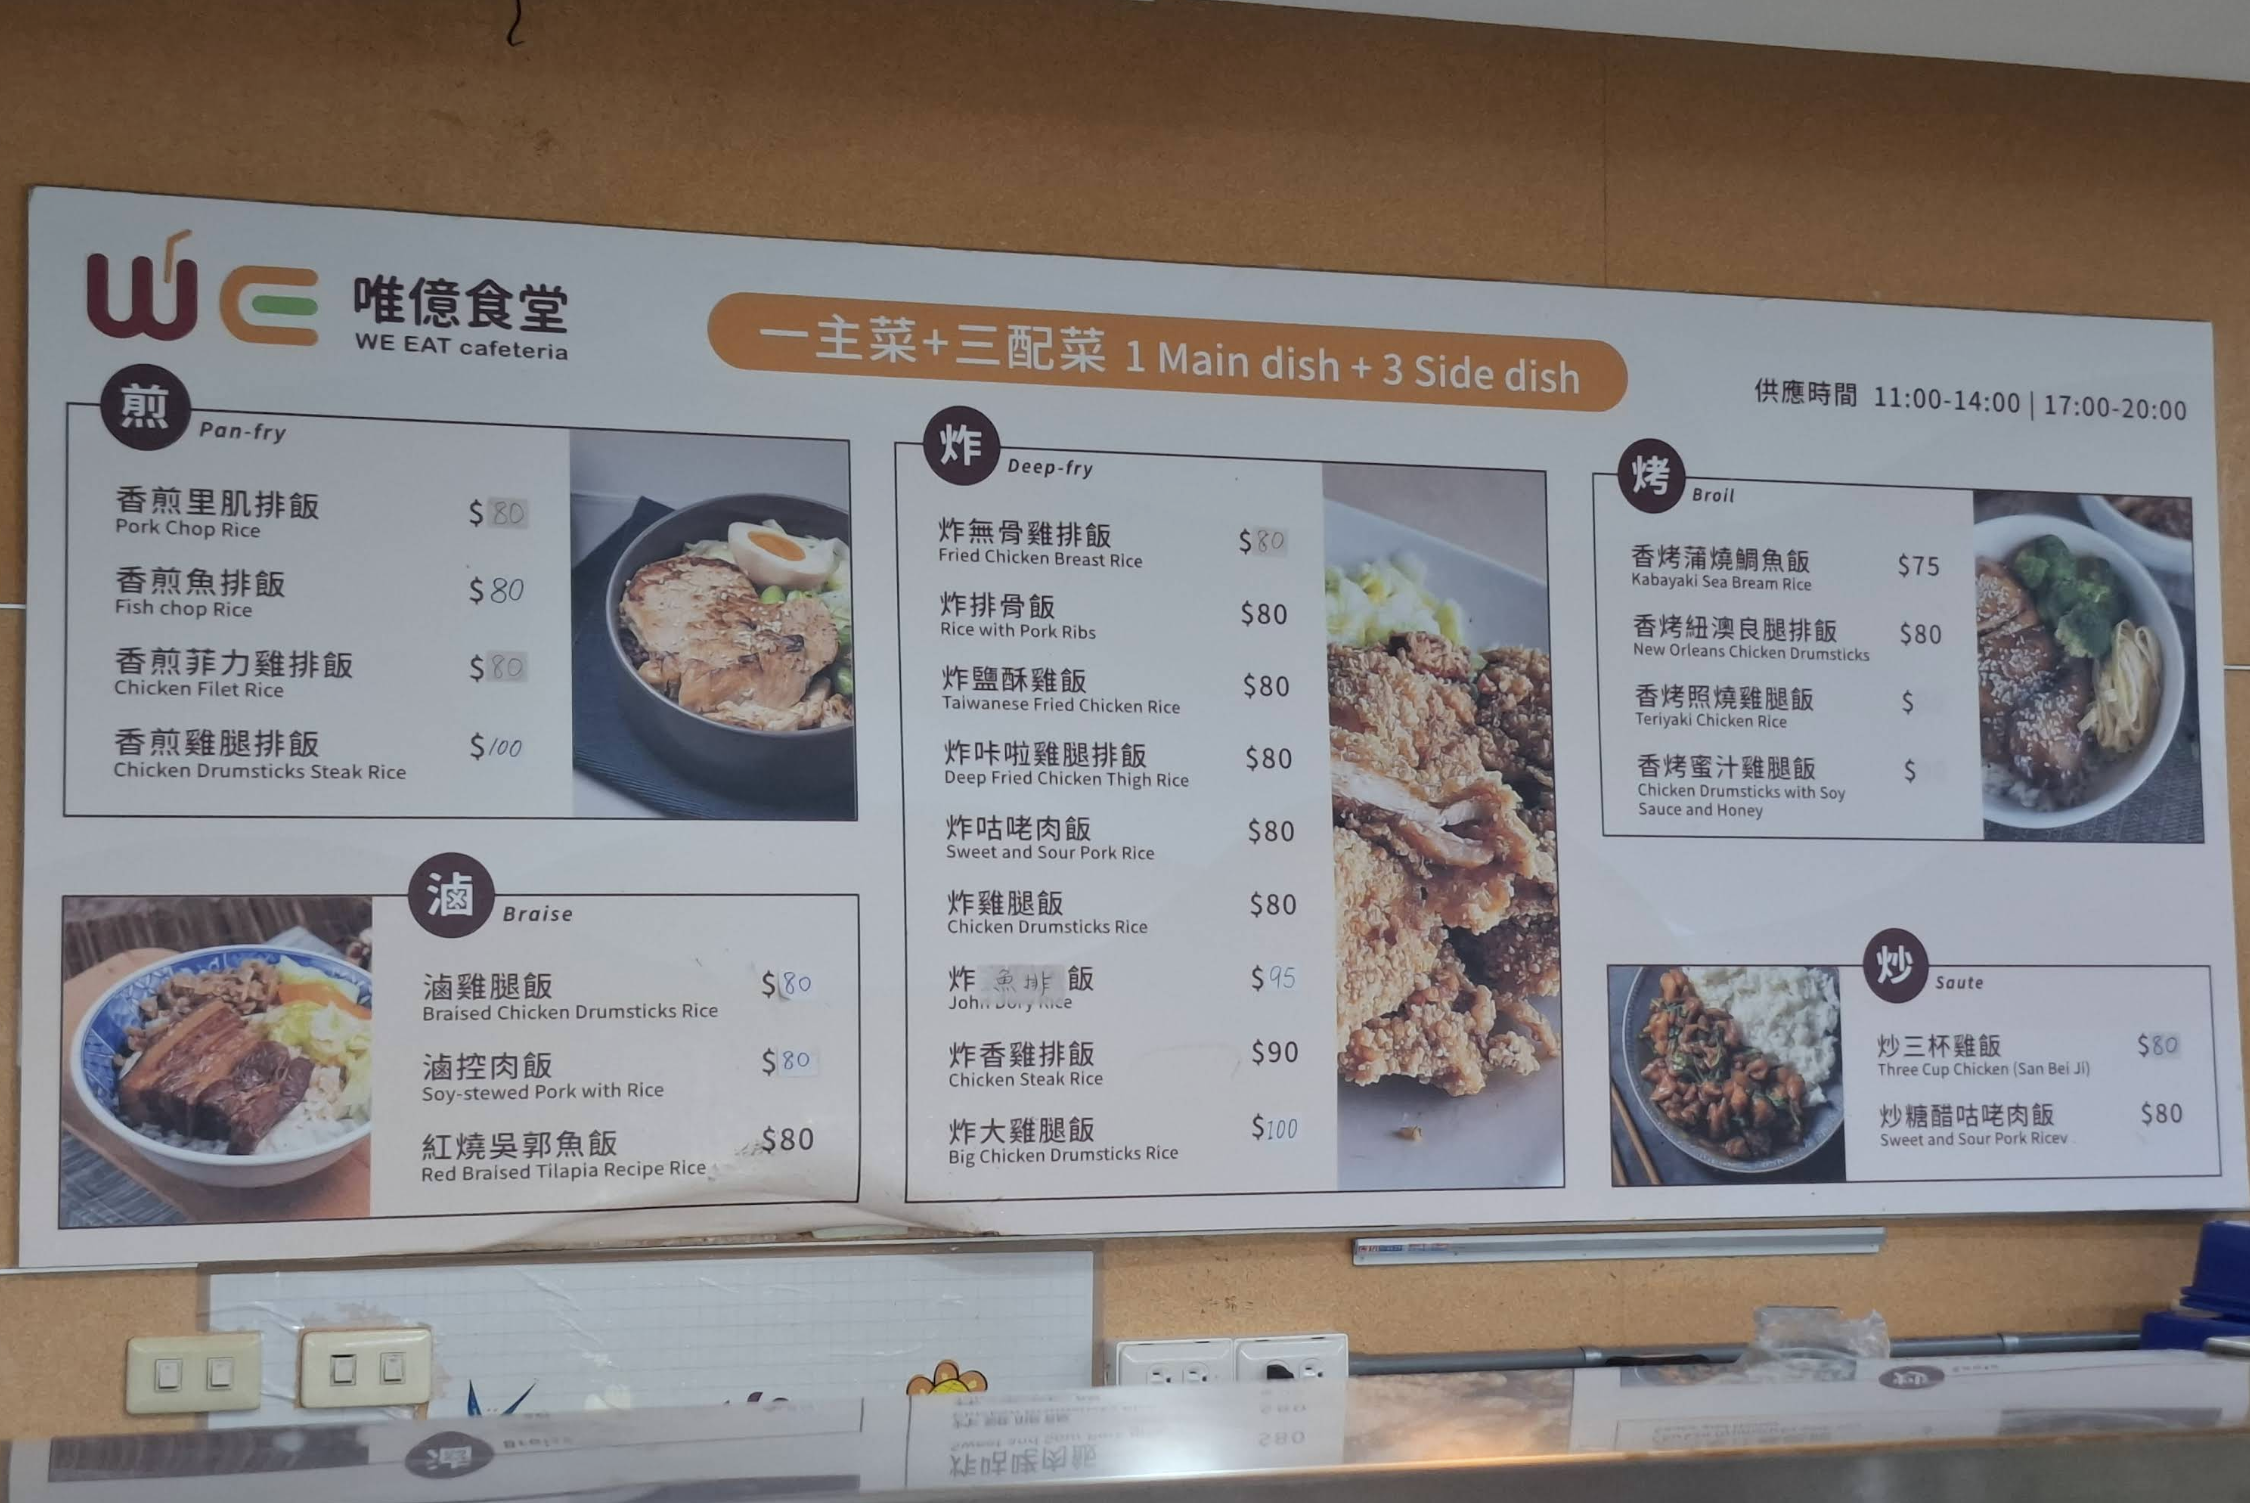 WE
唯億食堂
WE EAT cafeteria
一主菜+三配菜 1 Main dish + 3 Side dish
供應時間 11:00-14:00 | 17:00-20:00
煎 Pan-fry
香煎里肌排飯 $80
Pork Chop Rice
香煎魚排飯 $80
Fish chop Rice
香煎菲力雞排飯 $80
Chicken Filet Rice
香煎雞腿排飯 $100
Chicken Drumsticks Steak Rice
滷 Braise
滷雞腿飯 $80
Braised Chicken Drumsticks Rice
滷控肉飯 $80
Soy-stewed Pork with Rice
紅燒吳郭魚飯 $80
Red Braised Tilapia Recipe Rice
炸 Deep-fry
炸無骨雞排飯 $80
Fried Chicken Breast Rice
炸排骨飯 $80
Rice with Pork Ribs
炸鹽酥雞飯 $80
Taiwanese Fried Chicken Rice
炸咔啦雞腿排飯 $80
Deep Fried Chicken Thigh Rice
炸咕咾肉飯 $80
Sweet and Sour Pork Rice
炸雞腿飯 $80
Chicken Drumsticks Rice
炸魚排飯 $95
John Dory Rice
炸香雞排飯 $90
Chicken Steak Rice
炸大雞腿飯 $100
Big Chicken Drumsticks Rice
烤 Broil
香烤蒲燒鯛魚飯 $75
Kabayaki Sea Bream Rice
香烤紐澳良腿排飯 $80
New Orleans Chicken Drumsticks
香烤照燒雞腿飯 $
Teriyaki Chicken Rice
香烤蜜汁雞腿飯 $
Chicken Drumsticks with Soy
Sauce and Honey
炒 Saute
炒三杯雞飯 $80
Three Cup Chicken (San Bei Ji)
炒糖醋咕咾肉飯 $80
Sweet and Sour Pork Ricev